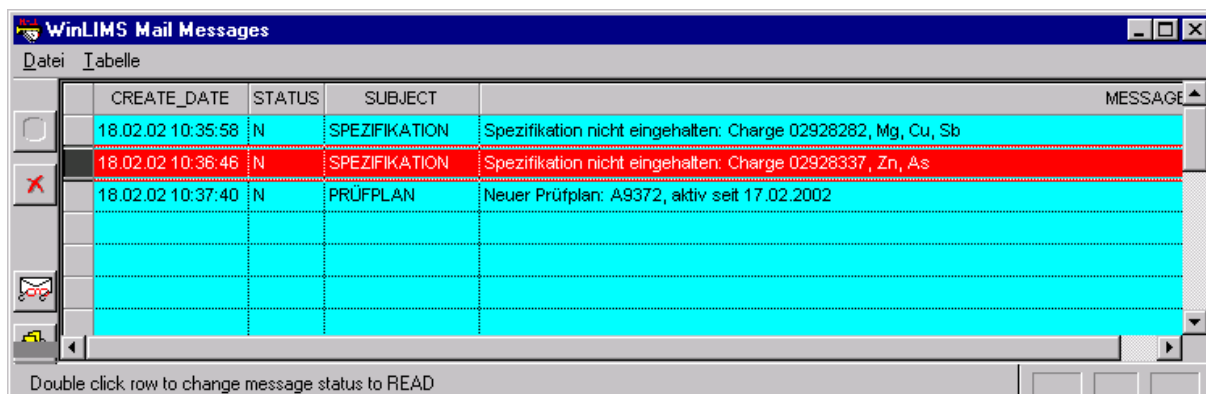 WinLIMS Mail Messages
Datei Tabelle
CREATE_DATE STATUS SUBJECT MESSAGE
18.02.02 10:35:58 N SPEZIFIKATION Spezifikation nicht eingehalten: Charge 02928282, Mg, Cu, Sb
18.02.02 10:36:46 N SPEZIFIKATION Spezifikation nicht eingehalten: Charge 02928337, Zn, As
18.02.02 10:37:40 N PRÜFPLAN Neuer Prüfplan: A9372, aktiv seit 17.02.2002
Double click row to change message status to READ